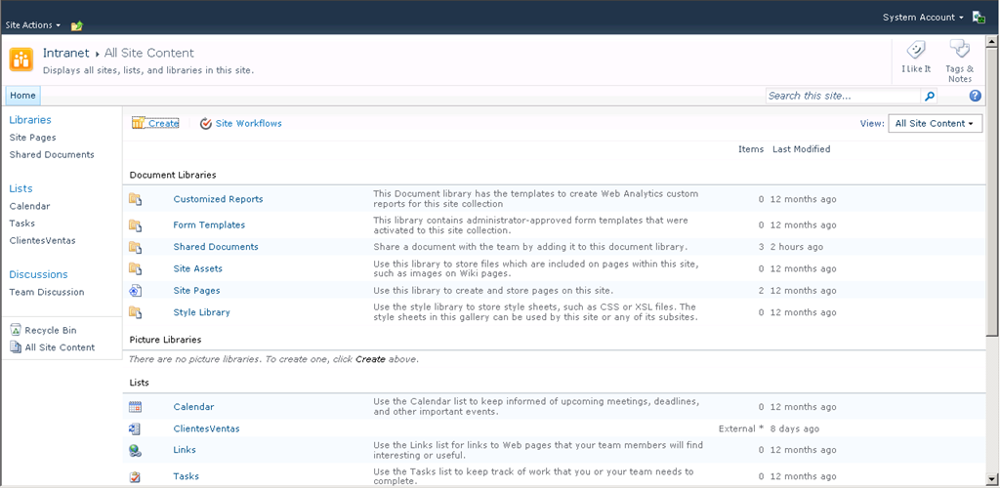 Site Actions
System Account
Intranet ▸ All Site Content
Displays all sites, lists, and libraries in this site.
I Like It
Tags & Notes
Home
Search this site...
Libraries
Site Pages
Shared Documents
Lists
Calendar
Tasks
ClientesVentas
Discussions
Team Discussion
Recycle Bin
All Site Content
Create
Site Workflows
View: All Site Content
Items Last Modified
Document Libraries
Customized Reports This Document library has the templates to create Web Analytics custom 0 12 months ago
reports for this site collection
Form Templates This library contains administrator-approved form templates that were 0 12 months ago
activated to this site collection.
Shared Documents Share a document with the team by adding it to this document library. 3 2 hours ago
Site Assets Use this library to store files which are included on pages within this site, 0 12 months ago
such as images on Wiki pages.
Site Pages Use this library to create and store pages on this site. 2 12 months ago
Style Library Use the style library to store style sheets, such as CSS or XSL files. The 0 12 months ago
style sheets in this gallery can be used by this site or any of its subsites.
Picture Libraries
There are no picture libraries. To create one, click Create above.
Lists
Calendar Use the Calendar list to keep informed of upcoming meetings, deadlines, 0 12 months ago
and other important events.
ClientesVentas External * 8 days ago
Links Use the Links list for links to Web pages that your team members will find 0 12 months ago
interesting or useful.
Tasks Use the Tasks list to keep track of work that you or your team needs to 0 12 months ago
complete.